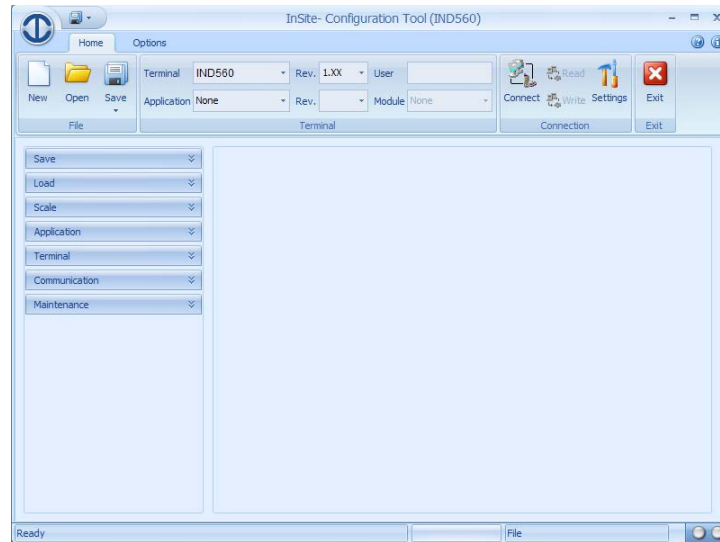 InSite- Configuration Tool (IND560)
Home Options
Terminal IND560 Rev. 1.XX User
Application None Rev. Module None
New Open Save
Connect Read Write Settings Exit
File Terminal Connection Exit
Save
Load
Scale
Application
Terminal
Communication
Maintenance
Ready File